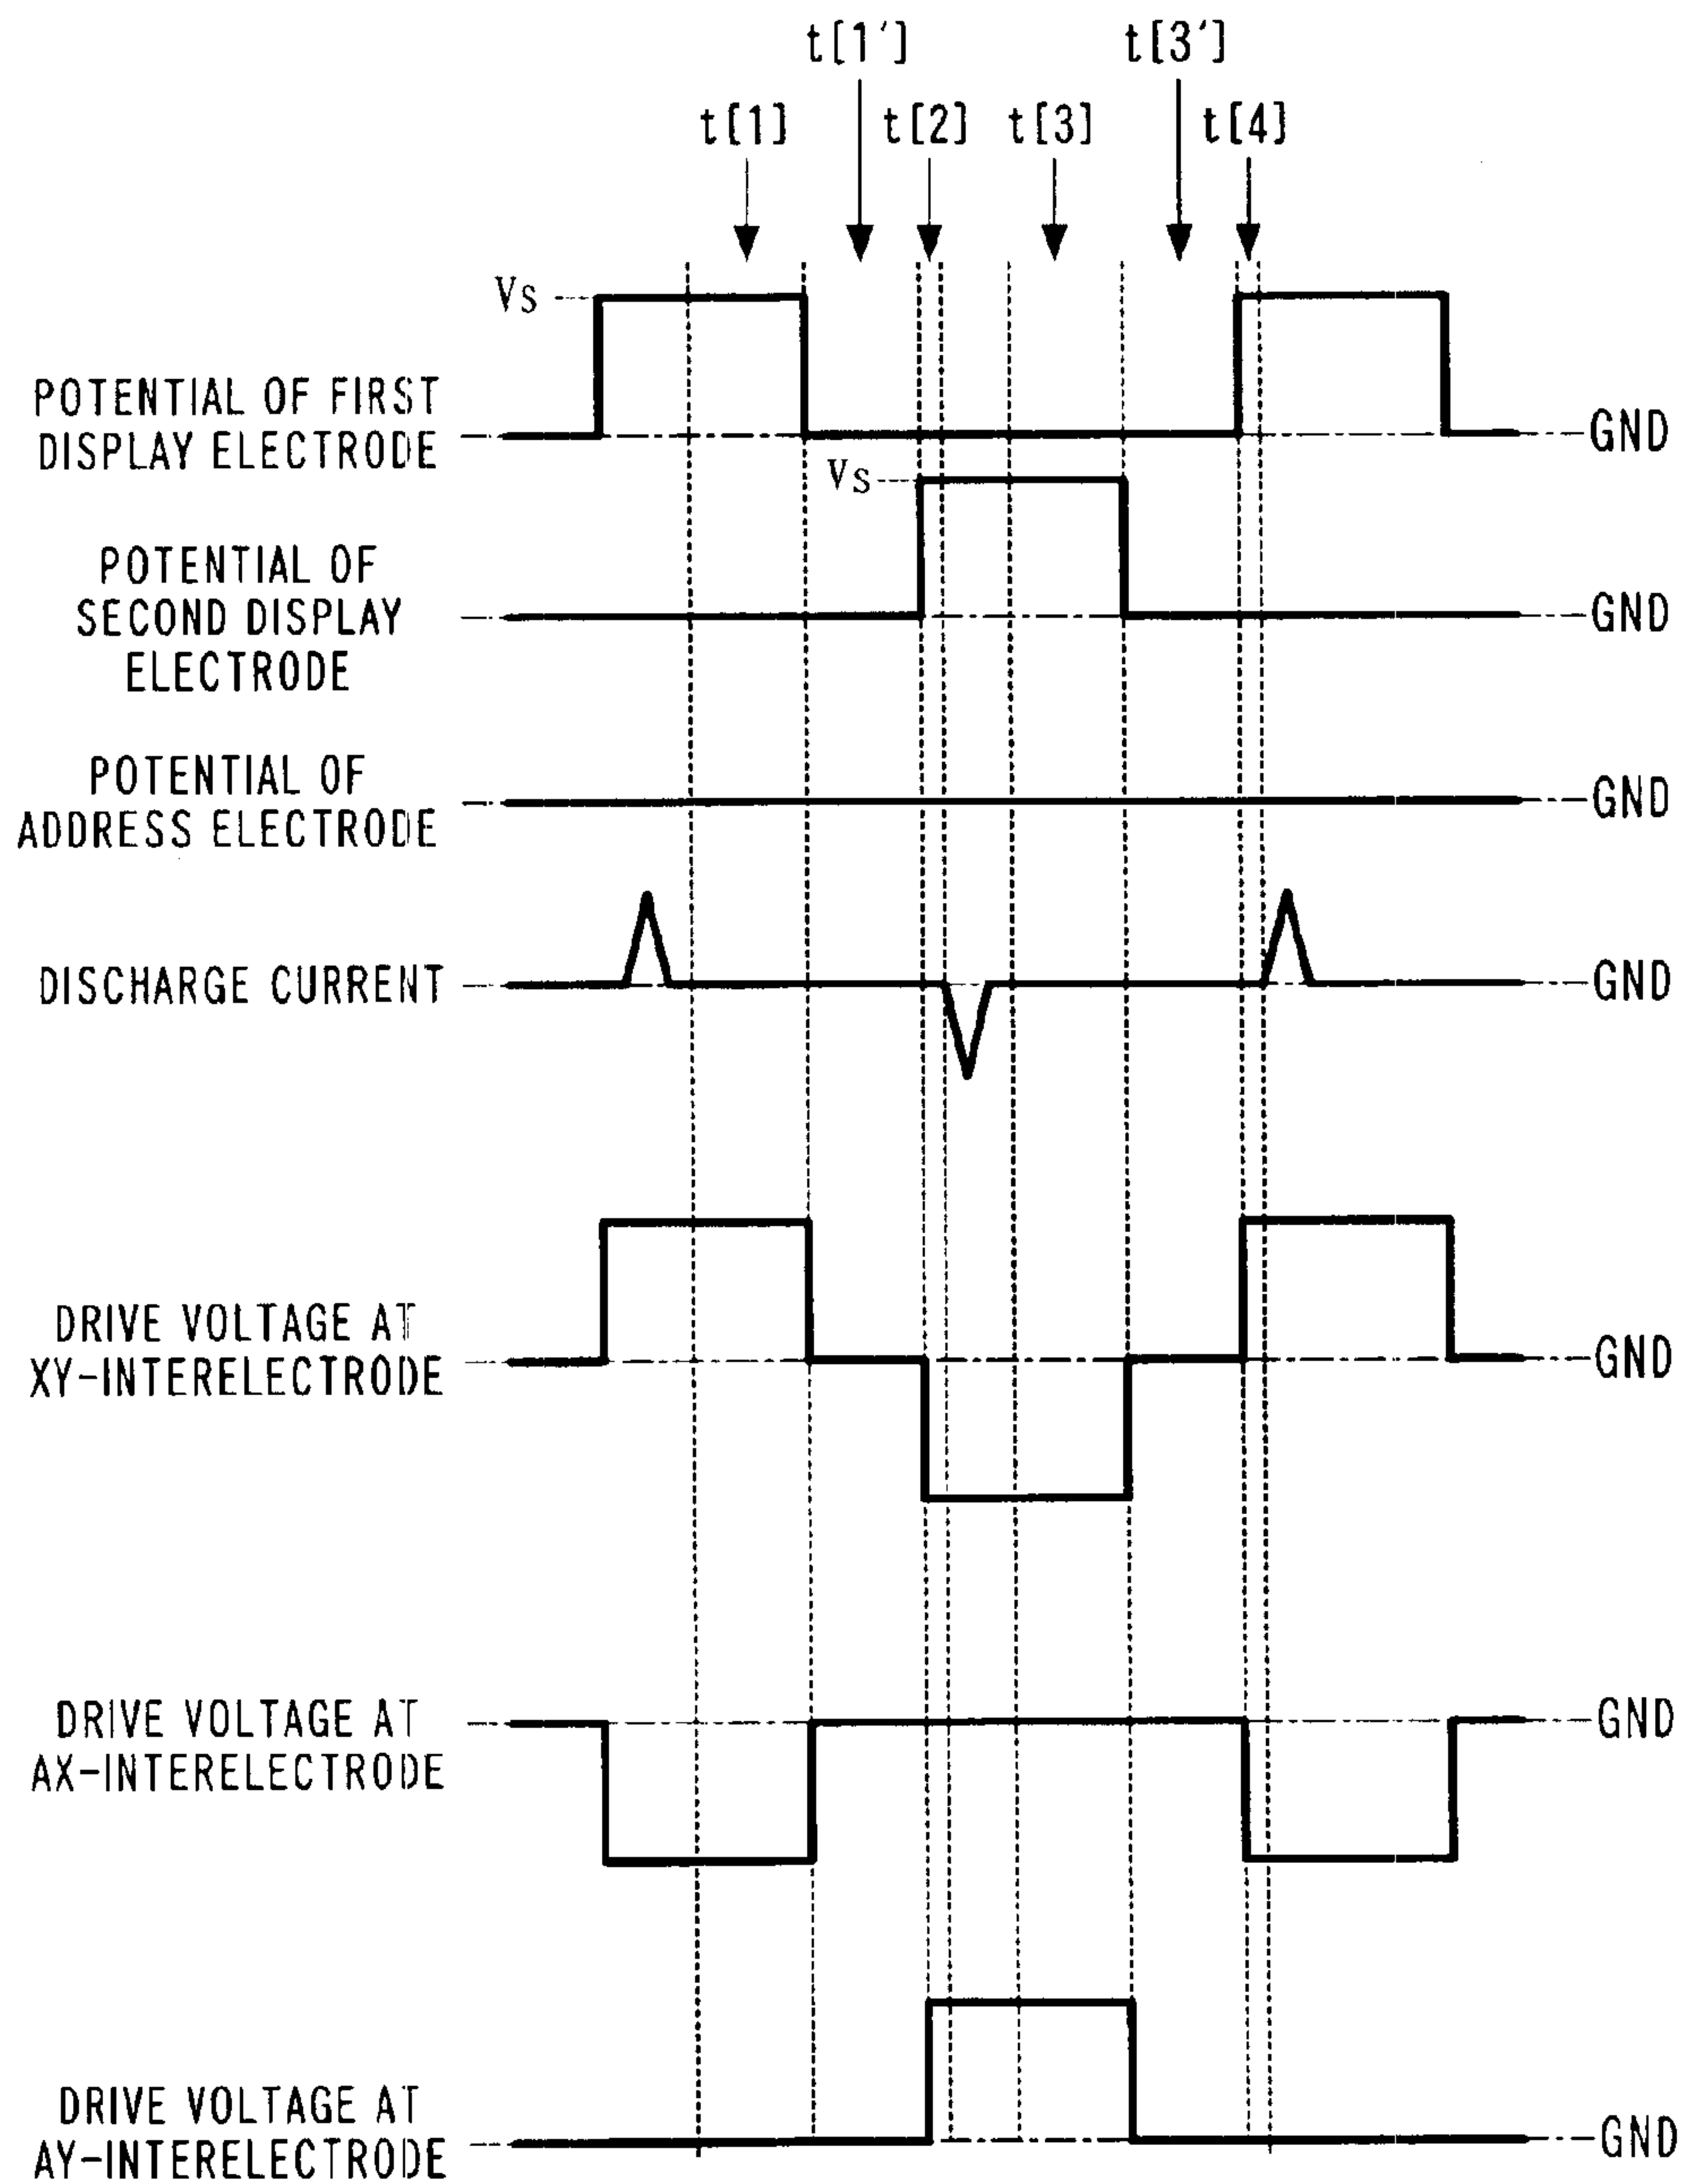 t[1'] t[3']
t[1] t[2] t[3] t[4]
Vs
POTENTIAL OF FIRST
DISPLAY ELECTRODE
GND
Vs
POTENTIAL OF
SECOND DISPLAY
ELECTRODE
GND
POTENTIAL OF
ADDRESS ELECTRODE
GND
DISCHARGE CURRENT
GND
DRIVE VOLTAGE AT
XY-INTERELECTRODE
GND
DRIVE VOLTAGE AT
AX-INTERELECTRODE
GND
DRIVE VOLTAGE AT
AY-INTERELECTRODE
GND